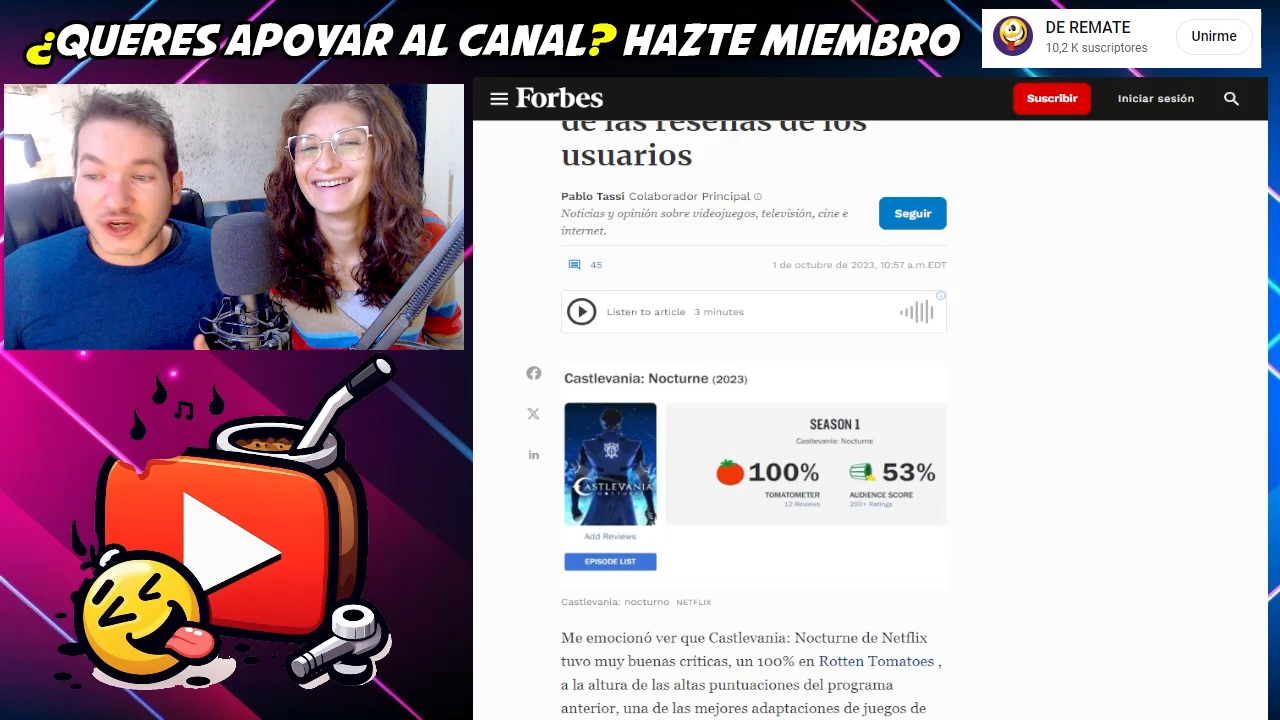 ¿QUERES APOYAR AL CANAL? HAZTE MIEMBRO
DE REMATE
10,2 K suscriptores
Unirme
Forbes
Suscribir
Iniciar sesión
de las reseñas de los
usuarios
Pablo Tassi Colaborador Principal
Noticias y opinión sobre videojuegos, televisión, cine e
internet.
Seguir
45
1 de octubre de 2023, 10:57 a.m.EDT
Listen to article 3 minutes
Castlevania: Nocturne (2023)
CASTLEVANIA
NOCTURNE
SEASON 1
Castlevania: Nocturne
100%
53%
TOMATOMETER
AUDIENCE SCORE
12 Reviews
250+ Ratings
Add Reviews
EPISODE LIST
Castlevania: nocturno NETFLIX
Me emocionó ver que Castlevania: Nocturne de Netflix
tuvo muy buenas críticas, un 100% en Rotten Tomatoes ,
a la altura de las altas puntuaciones del programa
anterior, una de las mejores adaptaciones de juegos de